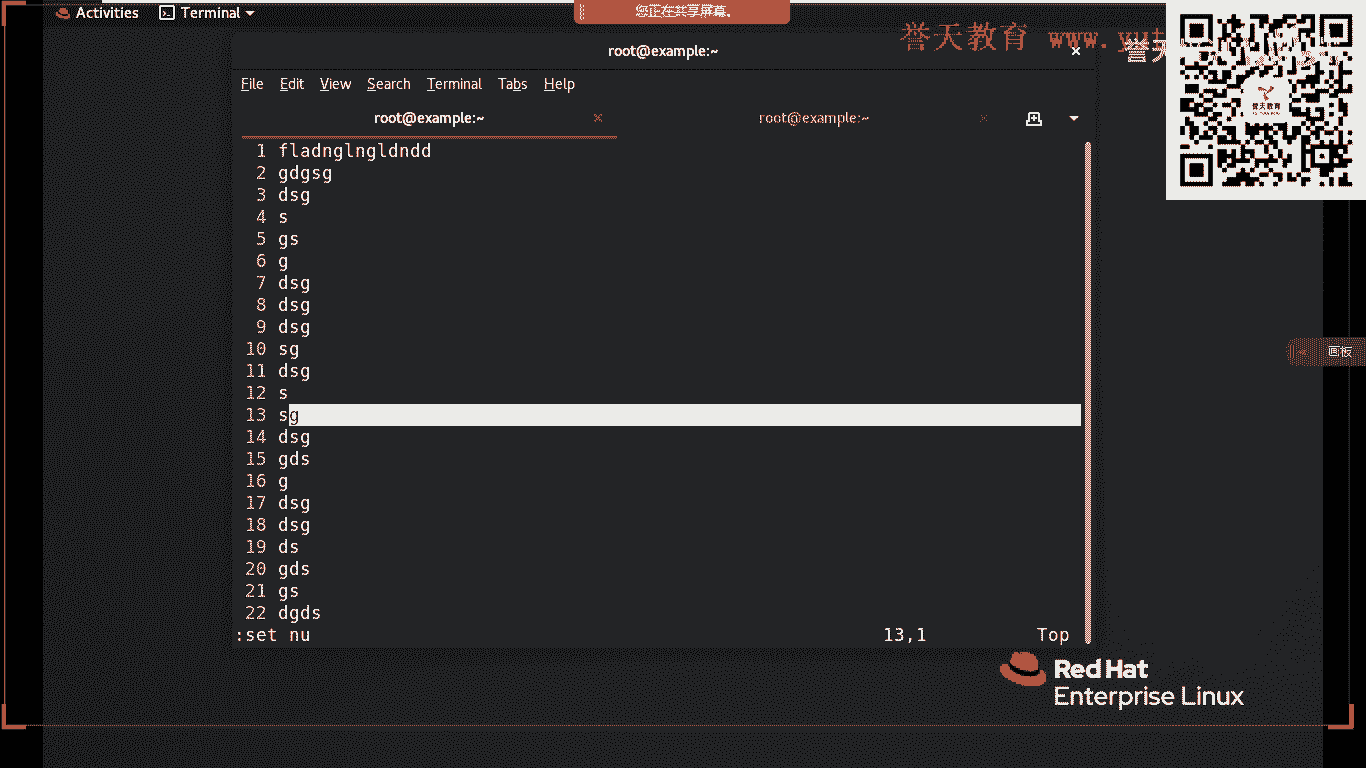 Activities
Terminal
您正在共享屏幕。
誉天教育 www.yu
root@example:~
File Edit View Search Terminal Tabs Help
root@example:~ root@example:~
誉天教育
1 fladnglngldndd
2 gdgsg
3 dsg
4 s
5 gs
6 g
7 dsg
8 dsg
9 dsg
10 sg
11 dsg
12 s
13 sg
14 dsg
15 gds
16 g
17 dsg
18 dsg
19 ds
20 gds
21 gs
22 dgds
:set nu 13,1 Top
画板
Red Hat
Enterprise Linux